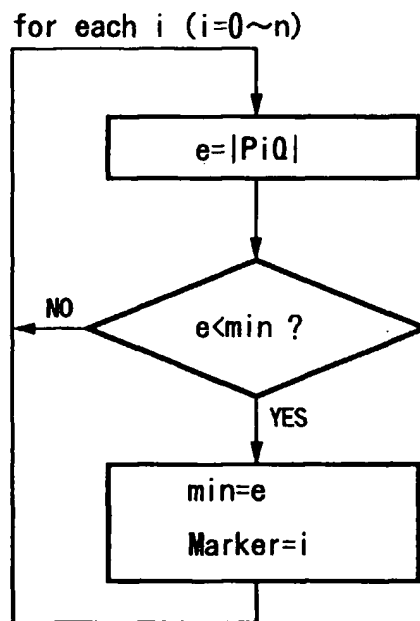 for each i (i=0～n)
e=|PiQ|
NO
e<min ?
YES
min=e
Marker=i